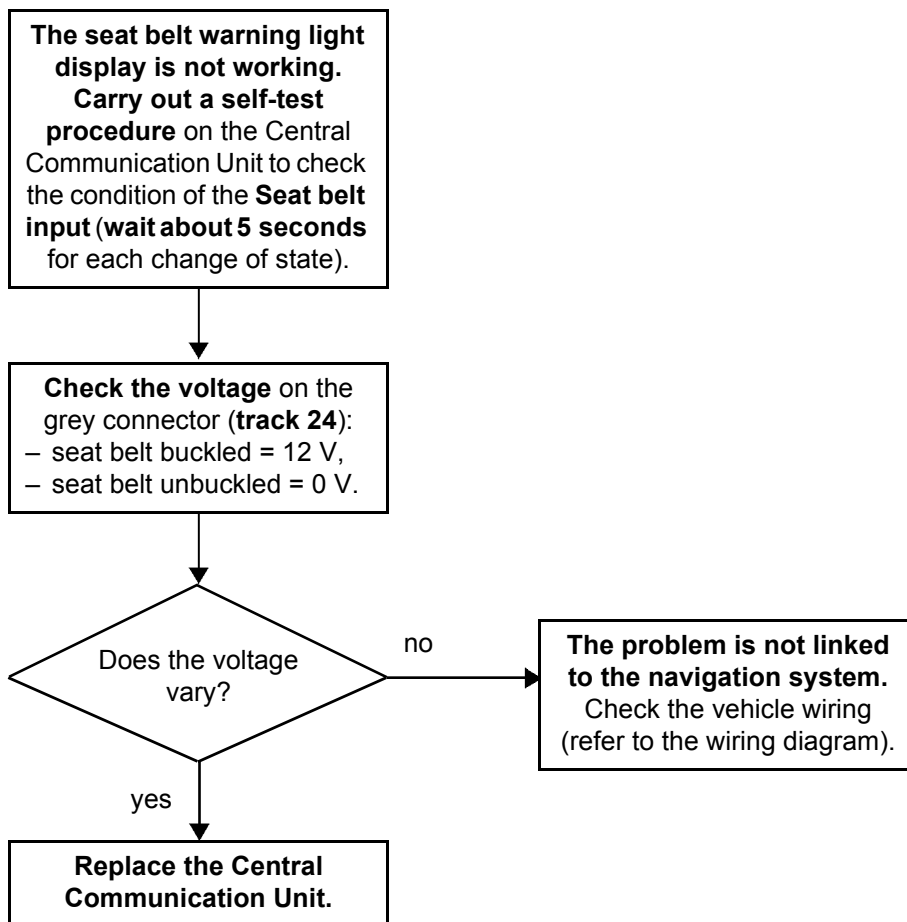 The seat belt warning light
display is not working.
Carry out a self-test
procedure on the Central
Communication Unit to check
the condition of the Seat belt
input (wait about 5 seconds
for each change of state).
Check the voltage on the
grey connector (track 24):
– seat belt buckled = 12 V,
– seat belt unbuckled = 0 V.
Does the voltage
vary?
no
The problem is not linked
to the navigation system.
Check the vehicle wiring
(refer to the wiring diagram).
yes
Replace the Central
Communication Unit.